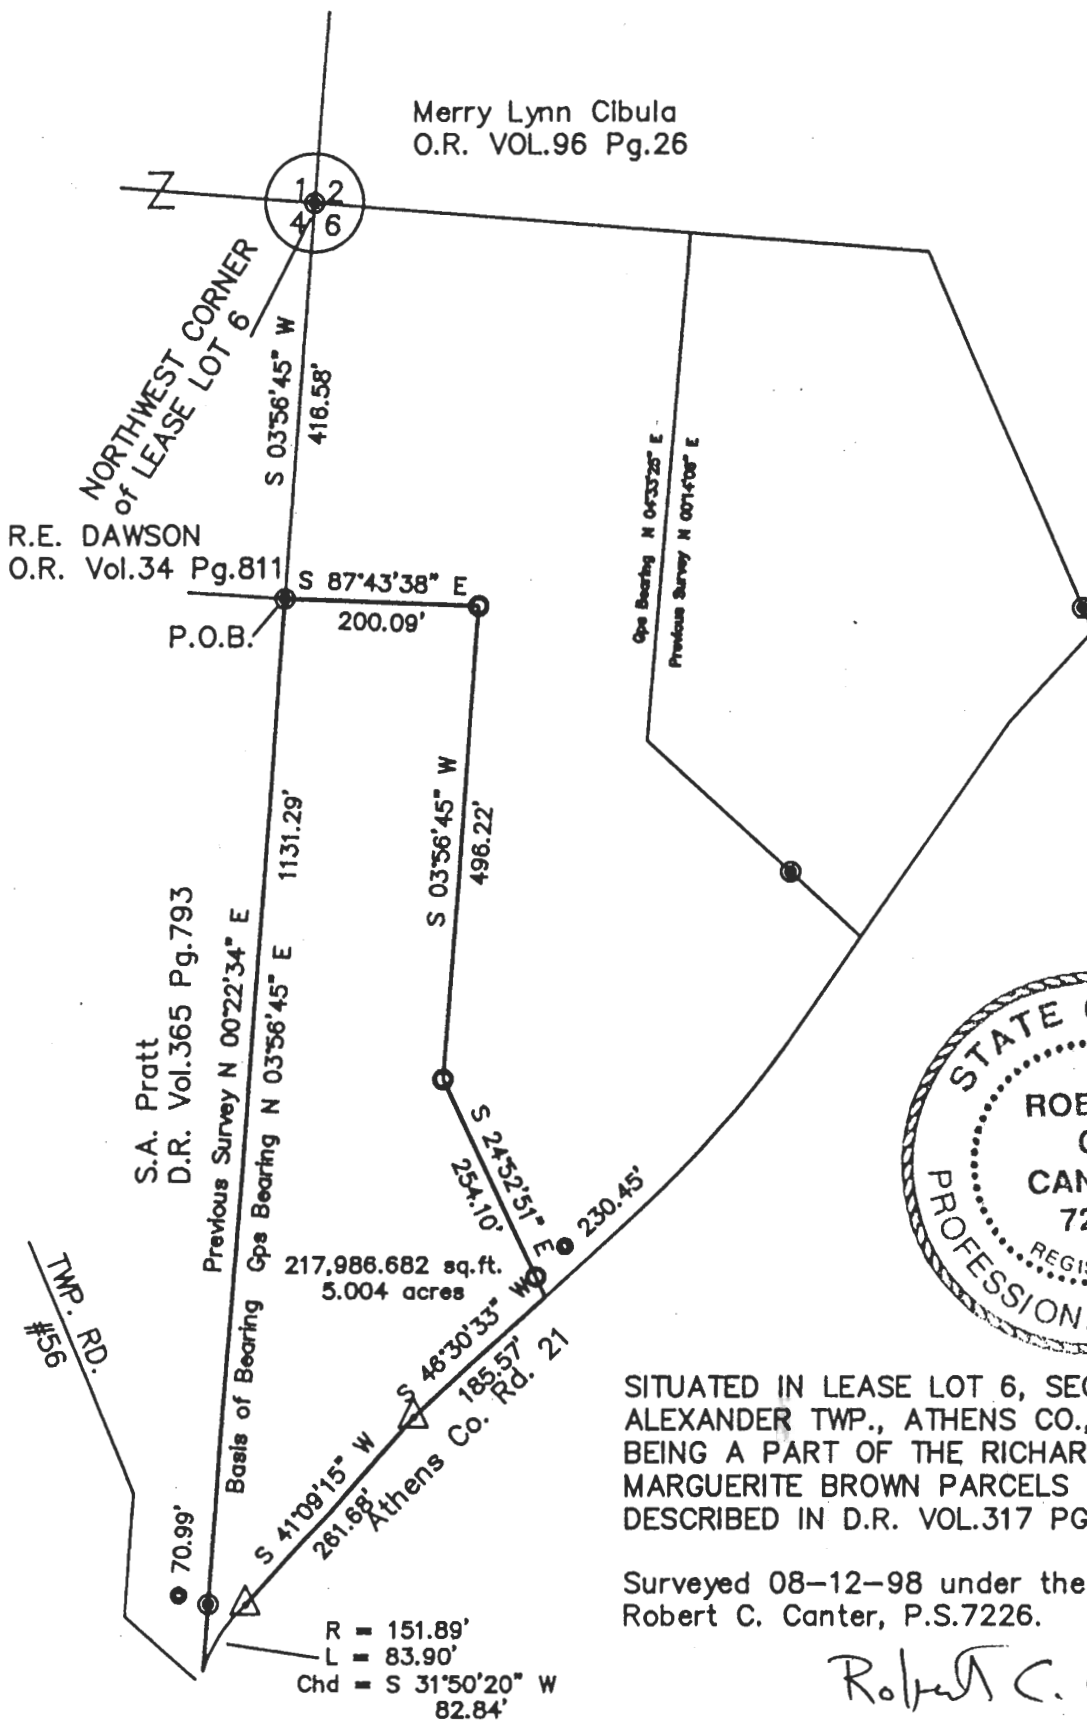 Merry Lynn Cibula
O.R. VOL.96 Pg.26
Z
1 2
4 6
NORTHWEST CORNER
of LEASE LOT 6
S 03°56'45" W
416.58'
R.E. DAWSON
O.R. Vol.34 Pg.811
S 87°43'38" E
200.09'
P.O.B.
Gps Bearing N 04°33'26" E
Previous Survey N 00°14'08" E
S 03°56'45" W
496.22'
1131.29'
S.A. Pratt
D.R. Vol.365 Pg.793
Previous Survey N 00°22'34" E
Basis of Bearing Gps Bearing N 03°56'45" E
S 24°52'51" E
254.10'
230.45'
217,986.682 sq.ft.
5.004 acres
S 46°30'33" W
185.57'
Athens Co. Rd. 21
S 41°09'15" W
261.68'
TWP. RD.
#56
70.99'
R = 151.89'
L = 83.90'
Chd = S 31°50'20" W
82.84'
STATE
ROB
C
CAN
72
REGIS
PROFESSION
SITUATED IN LEASE LOT 6, SEC
ALEXANDER TWP., ATHENS CO.,
BEING A PART OF THE RICHAR
MARGUERITE BROWN PARCELS
DESCRIBED IN D.R. VOL.317 PG
Surveyed 08-12-98 under the
Robert C. Canter, P.S.7226.
Robert C.